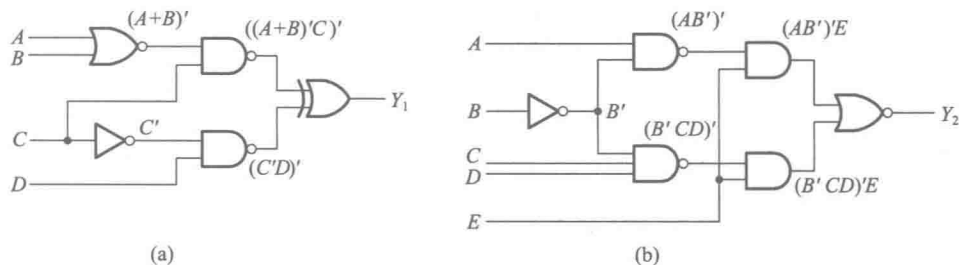 (A+B)'
((A+B)'C)'
A
B
Y₁
C
C'
D
(C'D)'
(a)
(AB')'
(AB')'E
A
B
B'
Y₂
(B' CD)'
C
D
(B' CD)'E
E
(b)